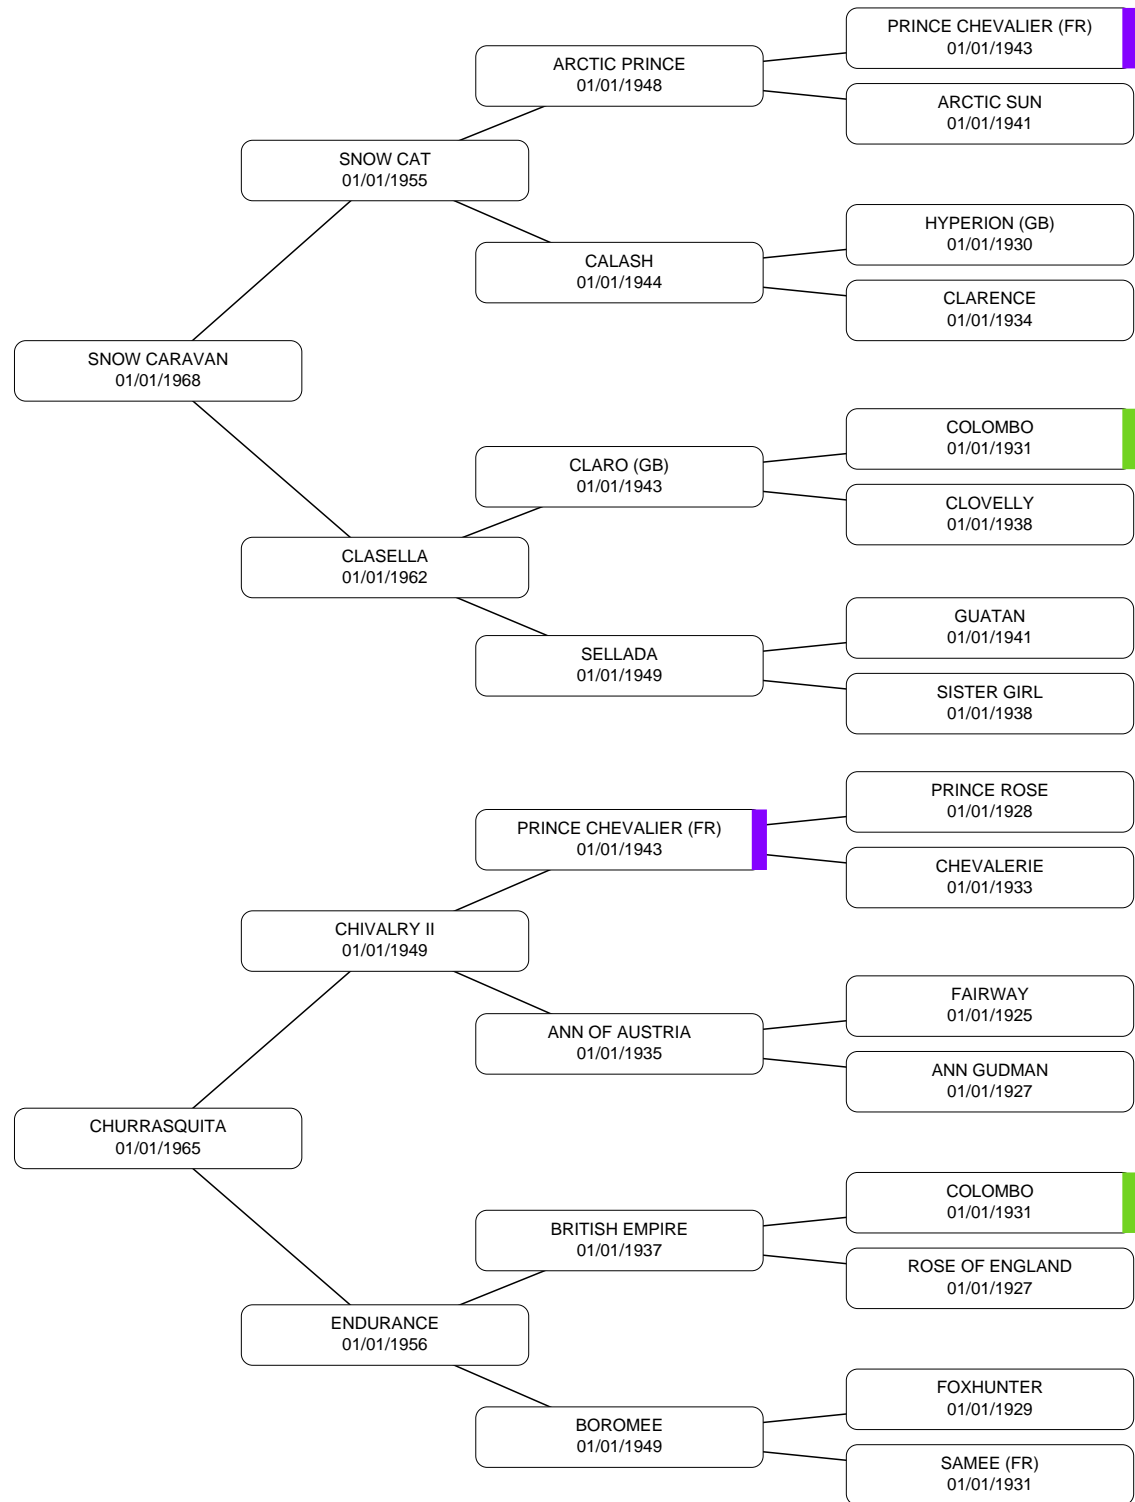 PRINCE CHEVALIER (FR)
01/01/1943
ARCTIC PRINCE
01/01/1948
ARCTIC SUN
01/01/1941
SNOW CAT
01/01/1955
HYPERION (GB)
01/01/1930
CALASH
01/01/1944
CLARENCE
01/01/1934
SNOW CARAVAN
01/01/1968
COLOMBO
01/01/1931
CLARO (GB)
01/01/1943
CLOVELLY
01/01/1938
CLASELLA
01/01/1962
GUATAN
01/01/1941
SELLADA
01/01/1949
SISTER GIRL
01/01/1938
PRINCE ROSE
01/01/1928
PRINCE CHEVALIER (FR)
01/01/1943
CHEVALERIE
01/01/1933
CHIVALRY II
01/01/1949
FAIRWAY
01/01/1925
ANN OF AUSTRIA
01/01/1935
ANN GUDMAN
01/01/1927
CHURRASQUITA
01/01/1965
COLOMBO
01/01/1931
BRITISH EMPIRE
01/01/1937
ROSE OF ENGLAND
01/01/1927
ENDURANCE
01/01/1956
FOXHUNTER
01/01/1929
BOROMEE
01/01/1949
SAMEE (FR)
01/01/1931